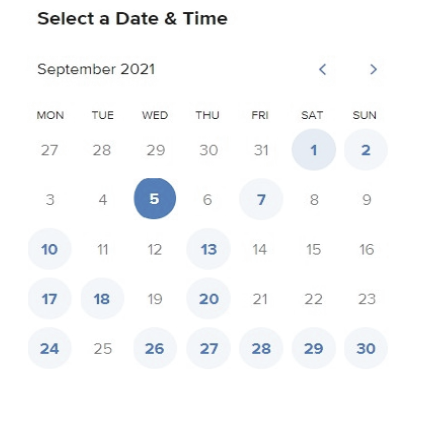 Select a Date & Time
September 2021 < >
MON TUE WED THU FRI SAT SUN
27 28 29 30 31 1 2
3 4 5 6 7 8 9
10 11 12 13 14 15 16
17 18 19 20 21 22 23
24 25 26 27 28 29 30